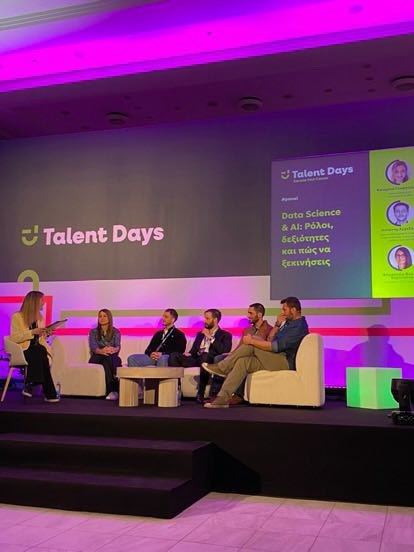 Talent Days
Talent Days
#panel
Data Science
& AI: Ρόλοι,
δεξιότητες
και πώς να
ξεκινήσεις